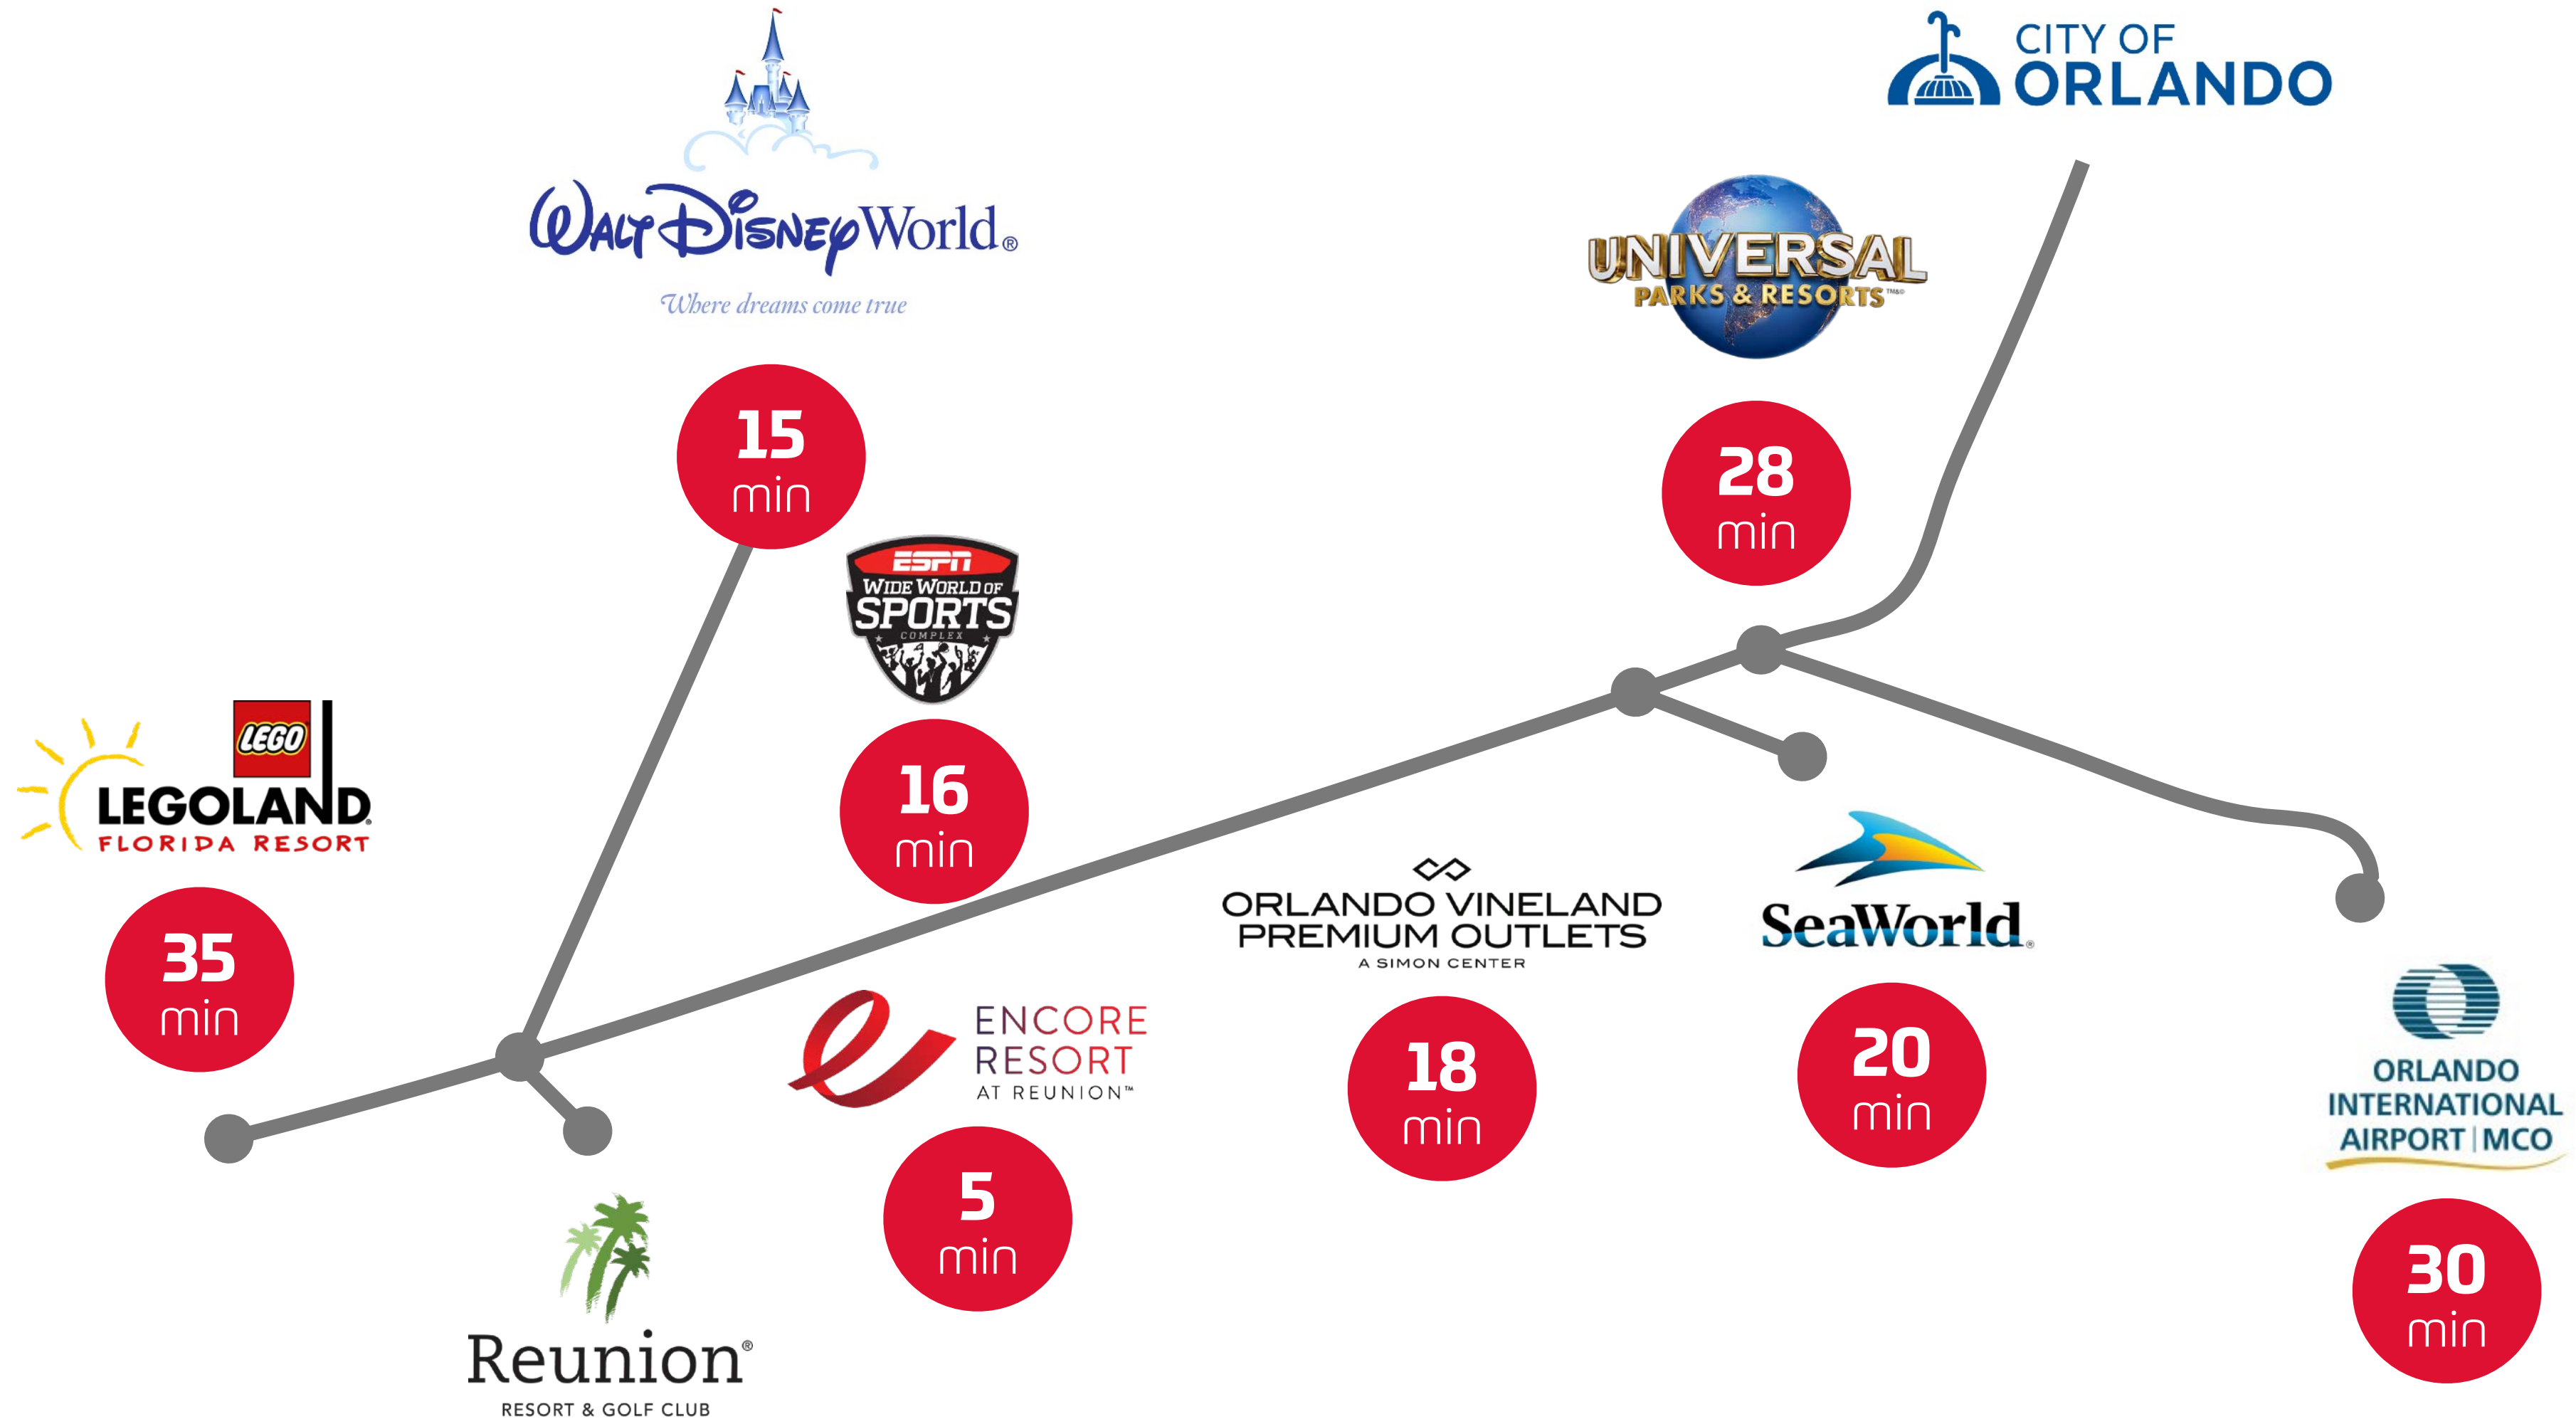 CITY OF
ORLANDO
WALT DISNEY World®
Where dreams come true
UNIVERSAL
PARKS & RESORTS™&©
15
min
28
min
ESPN
WIDE WORLD OF
SPORTS
COMPLEX
LEGO
LEGOLAND®
FLORIDA RESORT
16
min
35
min
ORLANDO VINELAND
PREMIUM OUTLETS
A SIMON CENTER
SeaWorld®
ENCORE
RESORT
AT REUNION™
18
min
20
min
ORLANDO
INTERNATIONAL
AIRPORT | MCO
5
min
30
min
Reunion®
RESORT & GOLF CLUB